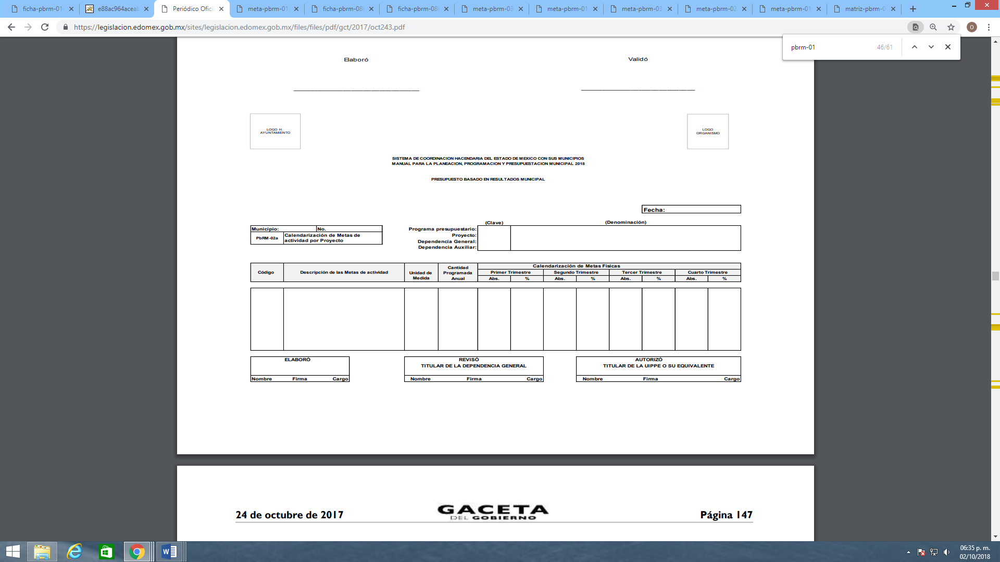 ficha-pbrm-01
e88ac964acea
Periódico Ofici
meta-pbrm-01
ficha-pbrm-08
ficha-pbrm-08
meta-pbrm-03
meta-pbrm-01
meta-pbrm-03
meta-pbrm-02
meta-pbrm-01
matriz-pbrm-0
https://legislacion.edomex.gob.mx/sites/legislacion.edomex.gob.mx/files/files/pdf/gct/2017/oct243.pdf
O
pbrm-01 46/61
Elaboró Validó
LOGO H.
AYUNTAMIENTO
LOGO
ORGANISMO
SISTEMA DE COORDINACION HACENDARIA DEL ESTADO DE MEXICO CON SUS MUNICIPIOS
MANUAL PARA LA PLANEACION, PROGRAMACION Y PRESUPUESTACION MUNICIPAL 2018
PRESUPUESTO BASADO EN RESULTADOS MUNICIPAL
Fecha:
(Clave) (Denominación)
Municipio: No.
PbRM-02a Calendarización de Metas de
actividad por Proyecto
Programa presupuestario:
Proyecto:
Dependencia General:
Dependencia Auxiliar:
Calendarización de Metas Físicas
Código Descripción de las Metas de actividad
Unidad de
Medida
Cantidad
Programada
Anual
Primer Trimestre Segundo Trimestre Tercer Trimestre Cuarto Trimestre
Abs. % Abs. % Abs. % Abs. %
ELABORÓ
Nombre Firma Cargo
REVISÓ
TITULAR DE LA DEPENDENCIA GENERAL
Nombre Firma Cargo
AUTORIZÓ
TITULAR DE LA UIPPE O SU EQUIVALENTE
Nombre Firma Cargo
24 de octubre de 2017
GACETA
DEL GOBIERNO
Página 147
06:35 p. m.
02/10/2018